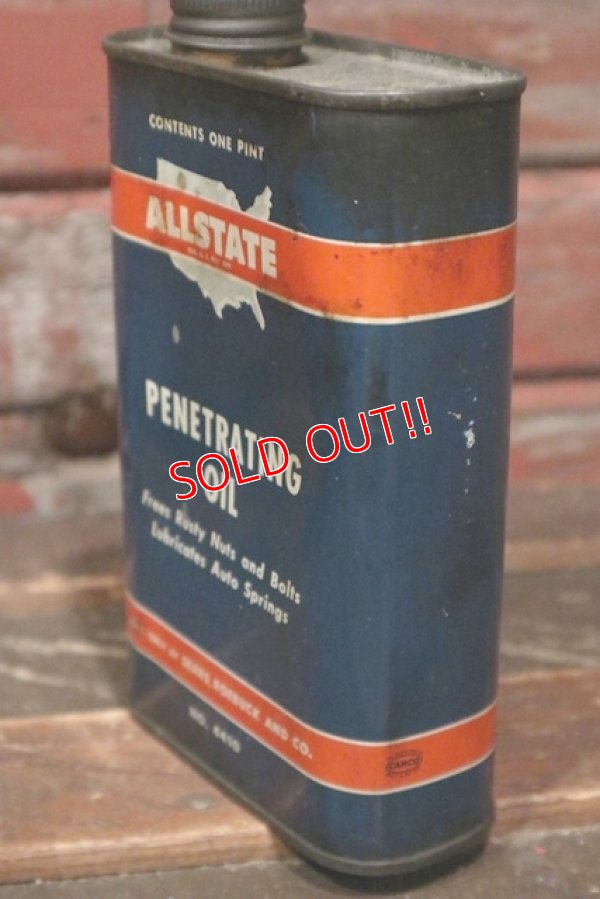 CONTENTS ONE PINT
ALLSTATE
PENETRATING
OIL
SOLD OUT!!
Frees Rusty Nuts and Bolts
Lubricates Auto Springs
SEARS, ROEBUCK AND CO.
NO. 4410
CANCO